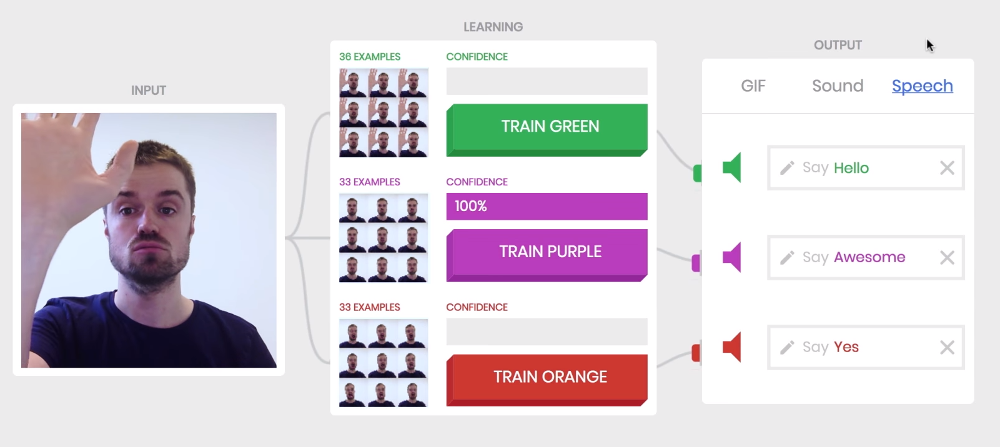 INPUT
LEARNING
36 EXAMPLES
CONFIDENCE
TRAIN GREEN
33 EXAMPLES
CONFIDENCE
100%
TRAIN PURPLE
33 EXAMPLES
CONFIDENCE
TRAIN ORANGE
OUTPUT
GIF Sound Speech
Say Hello
Say Awesome
Say Yes